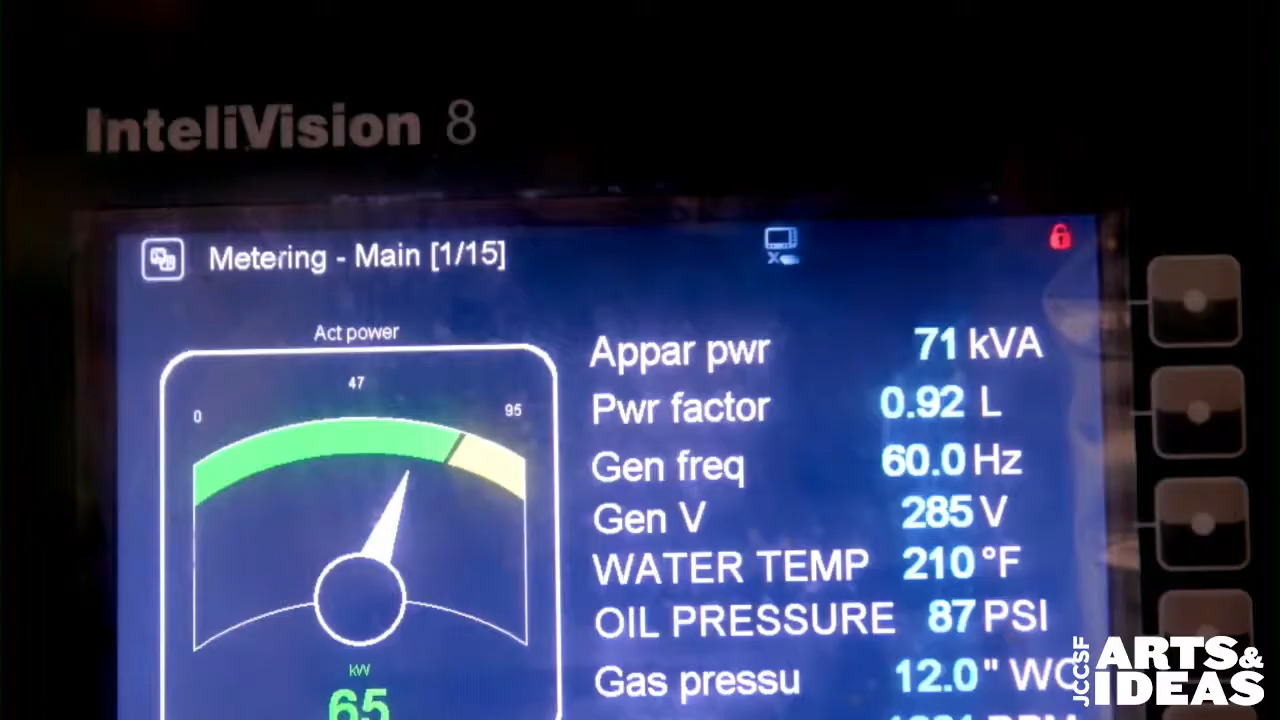 InteliVision 8
Metering - Main [1/15]
Act power
47
0
95
kW
65
Appar pwr 71 kVA
Pwr factor 0.92 L
Gen freq 60.0 Hz
Gen V 285 V
WATER TEMP 210 °F
OIL PRESSURE 87 PSI
Gas pressu 12.0 " WC
JCCSF
ARTS&
IDEAS